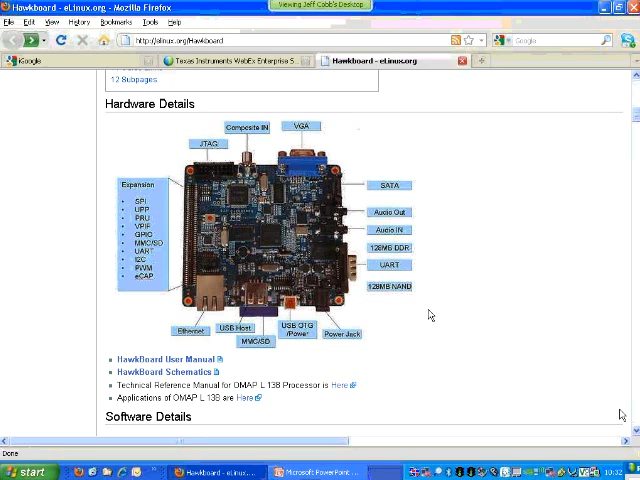 Hawkboard - eLinux.org - Mozilla Firefox
Viewing Jeff Cobb's Desktop
File Edit View History Bookmarks Tools Help
http://elinux.org/Hawkboard
Google
iGoogle
Texas Instruments WebEx Enterprise S...
Hawkboard - eLinux.org
12 Subpages
Hardware Details
Composite IN
VGA
JTAG
Expansion
SPI
UPP
PRU
VPIF
GPIO
MMC/SD
UART
I2C
PWM
eCAP
SATA
Audio Out
Audio IN
128MB DDR
UART
128MB NAND
Ethernet
USB Host
MMC/SD
USB OTG
/Power
Power Jack
HawkBoard User Manual
HawkBoard Schematics
Technical Reference Manual for OMAP L 138 Processor is Here
Applications of OMAP L 138 are Here
Software Details
Done
start
Hawkboard - eLinux....
Microsoft PowerPoint ...
10:32